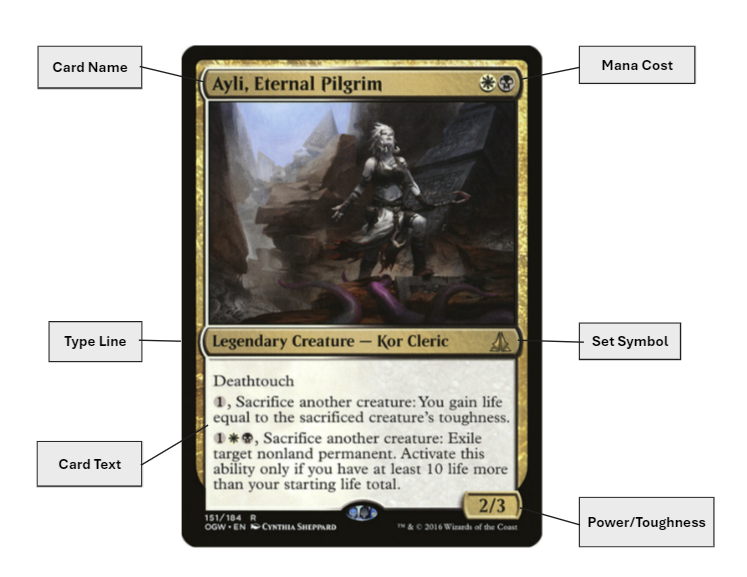 Card Name
Mana Cost
Ayli, Eternal Pilgrim
Type Line
Set Symbol
Legendary Creature — Kor Cleric
Deathtouch
1, Sacrifice another creature: You gain life
equal to the sacrificed creature's toughness.
1, Sacrifice another creature: Exile
target nonland permanent. Activate this
ability only if you have at least 10 life more
than your starting life total.
Card Text
2/3
Power/Toughness
151/184 R
OGW • EN Cynthia Sheppard
™ & © 2016 Wizards of the Coast